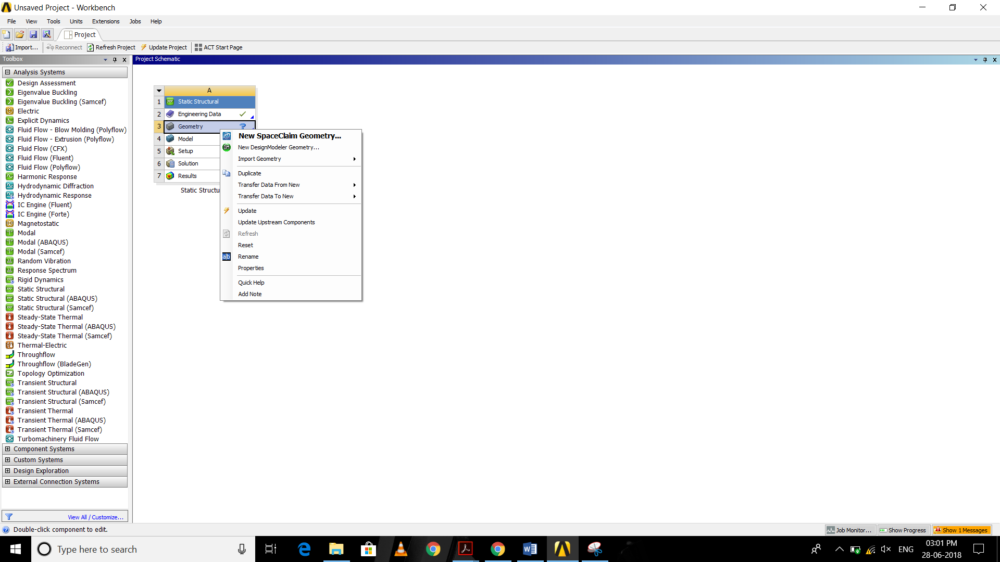 Unsaved Project - Workbench
File View Tools Units Extensions Jobs Help
Project
Import... Reconnect Refresh Project Update Project ACT Start Page
Toolbox
Project Schematic
Analysis Systems
Design Assessment
Eigenvalue Buckling
Eigenvalue Buckling (Samcef)
Electric
Explicit Dynamics
Fluid Flow - Blow Molding (Polyflow)
Fluid Flow - Extrusion (Polyflow)
Fluid Flow (CFX)
Fluid Flow (Fluent)
Fluid Flow (Polyflow)
Harmonic Response
Hydrodynamic Diffraction
Hydrodynamic Response
IC Engine (Fluent)
IC Engine (Forte)
Magnetostatic
Modal
Modal (ABAQUS)
Modal (Samcef)
Random Vibration
Response Spectrum
Rigid Dynamics
Static Structural
Static Structural (ABAQUS)
Static Structural (Samcef)
Steady-State Thermal
Steady-State Thermal (ABAQUS)
Steady-State Thermal (Samcef)
Thermal-Electric
Throughflow
Throughflow (BladeGen)
Topology Optimization
Transient Structural
Transient Structural (ABAQUS)
Transient Structural (Samcef)
Transient Thermal
Transient Thermal (ABAQUS)
Transient Thermal (Samcef)
Turbomachinery Fluid Flow
Component Systems
Custom Systems
Design Exploration
External Connection Systems
View All / Customize...
A
1 Static Structural
2 Engineering Data
3 Geometry ?
4 Model
5 Setup
6 Solution
7 Results
Static Structu
New SpaceClaim Geometry...
DM New DesignModeler Geometry...
Import Geometry
Duplicate
Transfer Data From New
Transfer Data To New
Update
Update Upstream Components
Refresh
Reset
a|b Rename
Properties
Quick Help
Add Note
Double-click component to edit.
Job Monitor... Show Progress Show 1 Messages
Type here to search
ENG
03:01 PM
28-06-2018